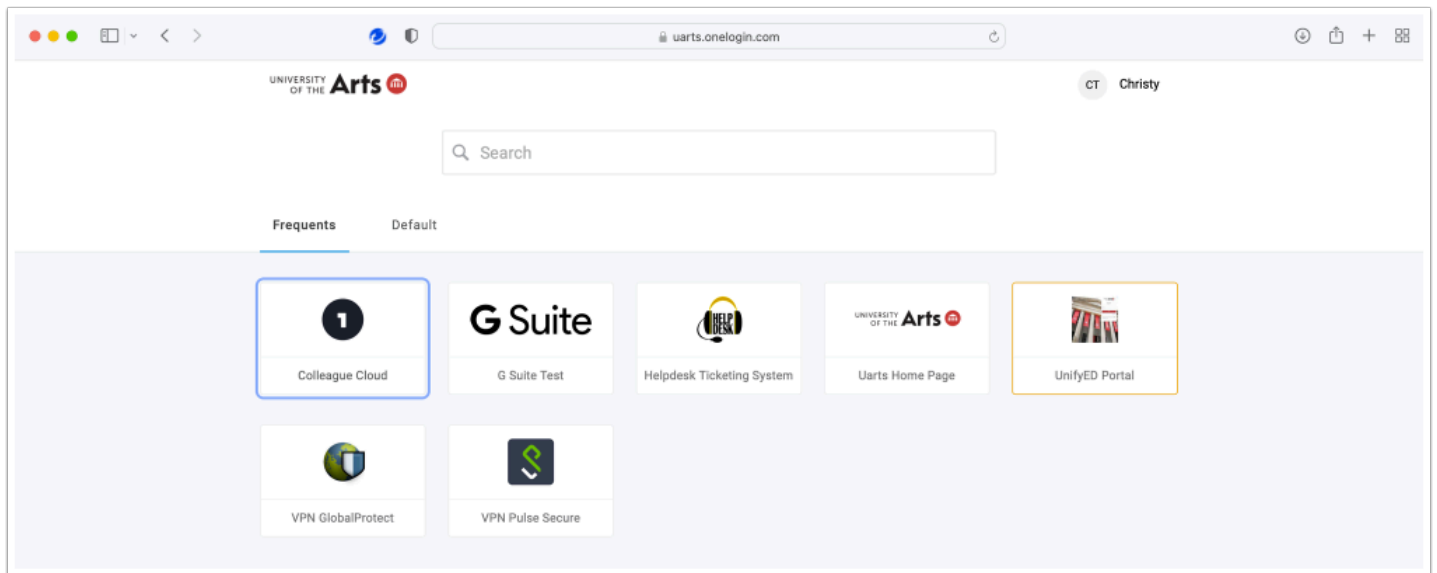 uarts.onelogin.com
UNIVERSITY
OF THE Arts
CT Christy
Search
Frequents Default
1
G Suite
HELP
DESK
UNIVERSITY
OF THE Arts
Colleague Cloud
G Suite Test
Helpdesk Ticketing System
Uarts Home Page
UnifyED Portal
VPN GlobalProtect
VPN Pulse Secure